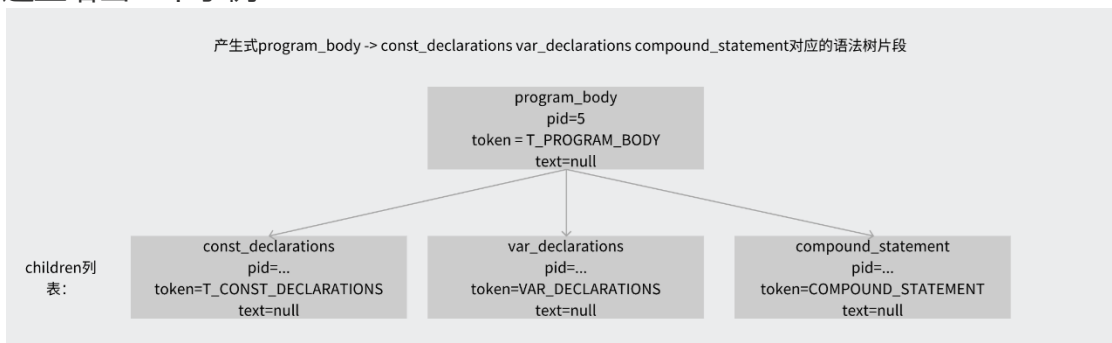 产生式program_body -> const_declarations var_declarations compound_statement对应的语法树片段
program_body
pid=5
token = T_PROGRAM_BODY
text=null
children列
表:
const_declarations
pid=...
token=T_CONST_DECLARATIONS
text=null
var_declarations
pid=...
token=VAR_DECLARATIONS
text=null
compound_statement
pid=...
token=COMPOUND_STATEMENT
text=null